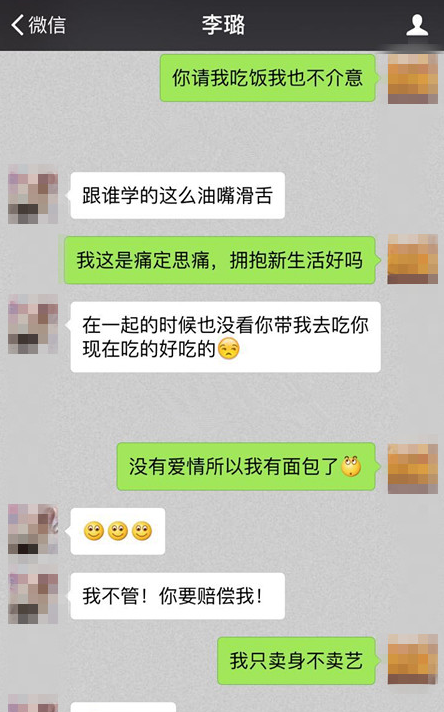 微信
李璐
你请我吃饭我也不介意
跟谁学的这么油嘴滑舌
我这是痛定思痛，拥抱新生活好吗
在一起的时候也没看你带我去吃你
现在吃的好吃的
没有爱情所以我有面包了
我不管！你要赔偿我！
我只卖身不卖艺